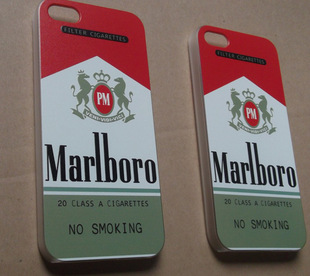 FILTER CIGARETTES
PM
Marlboro
20 CLASS A CIGARETTES
NO SMOKING
FILTER CIGARETTES
PM
Marlboro
20 CLASS A CIGARETTES
NO SMOKING